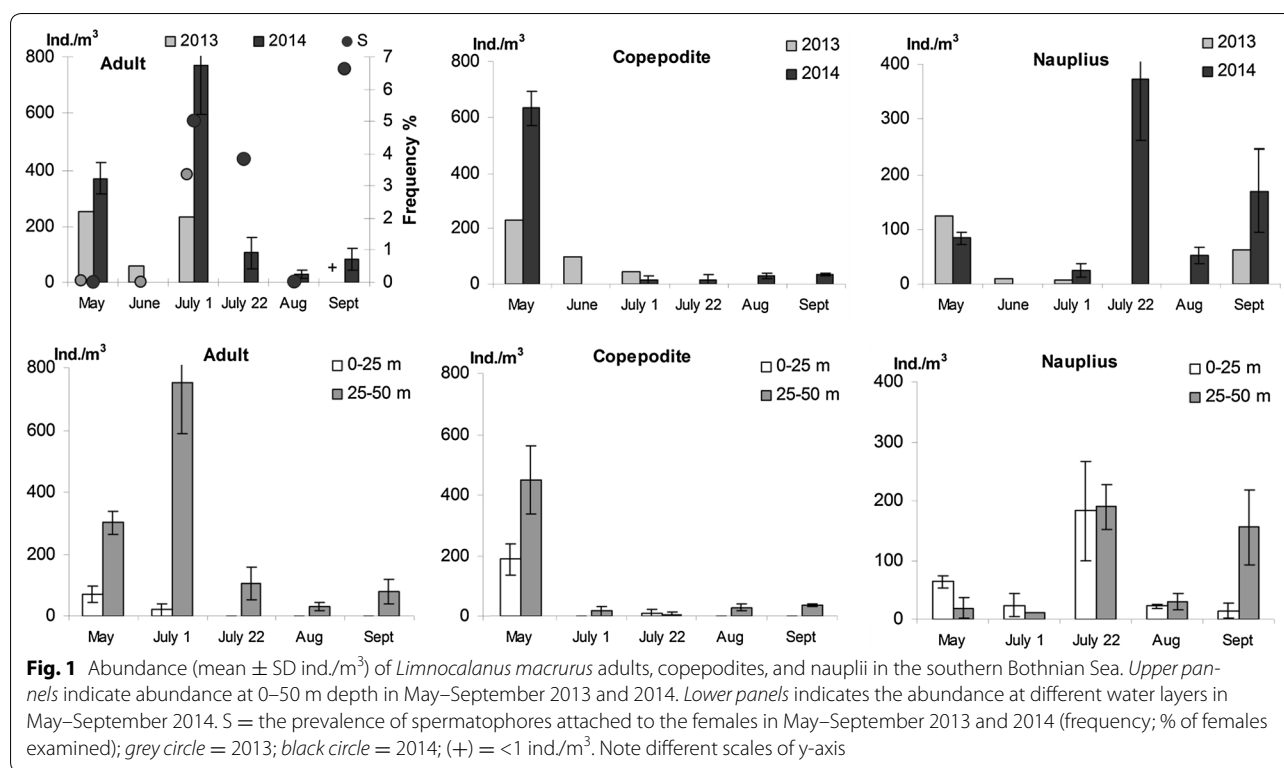 Ind./m³
2013 2014 S
Adult
800
600
400
200
0
7
6
5
4
3
2
1
0
Frequency %
+
May June July 1 July 22 Aug Sept
Ind./m³
Copepodite
2013
2014
800
600
400
200
0
May June July 1 July 22 Aug Sept
Ind./m³
Nauplius
2013
2014
400
300
200
100
0
May June July 1 July 22 Aug Sept
Ind./m³
Adult
0-25 m
25-50 m
800
600
400
200
0
May July 1 July 22 Aug Sept
Ind./m³
Copepodite
0-25 m
25-50 m
800
600
400
200
0
May July 1 July 22 Aug Sept
Ind./m³
Nauplius
0-25 m
25-50 m
400
300
200
100
0
May July 1 July 22 Aug Sept
Fig. 1 Abundance (mean ± SD ind./m³) of Limnocalanus macrurus adults, copepodites, and nauplii in the southern Bothnian Sea. Upper pan-
nels indicate abundance at 0–50 m depth in May–September 2013 and 2014. Lower panels indicates the abundance at different water layers in
May–September 2014. S = the prevalence of spermatophores attached to the females in May–September 2013 and 2014 (frequency; % of females
examined); grey circle = 2013; black circle = 2014; (+) = <1 ind./m³. Note different scales of y-axis